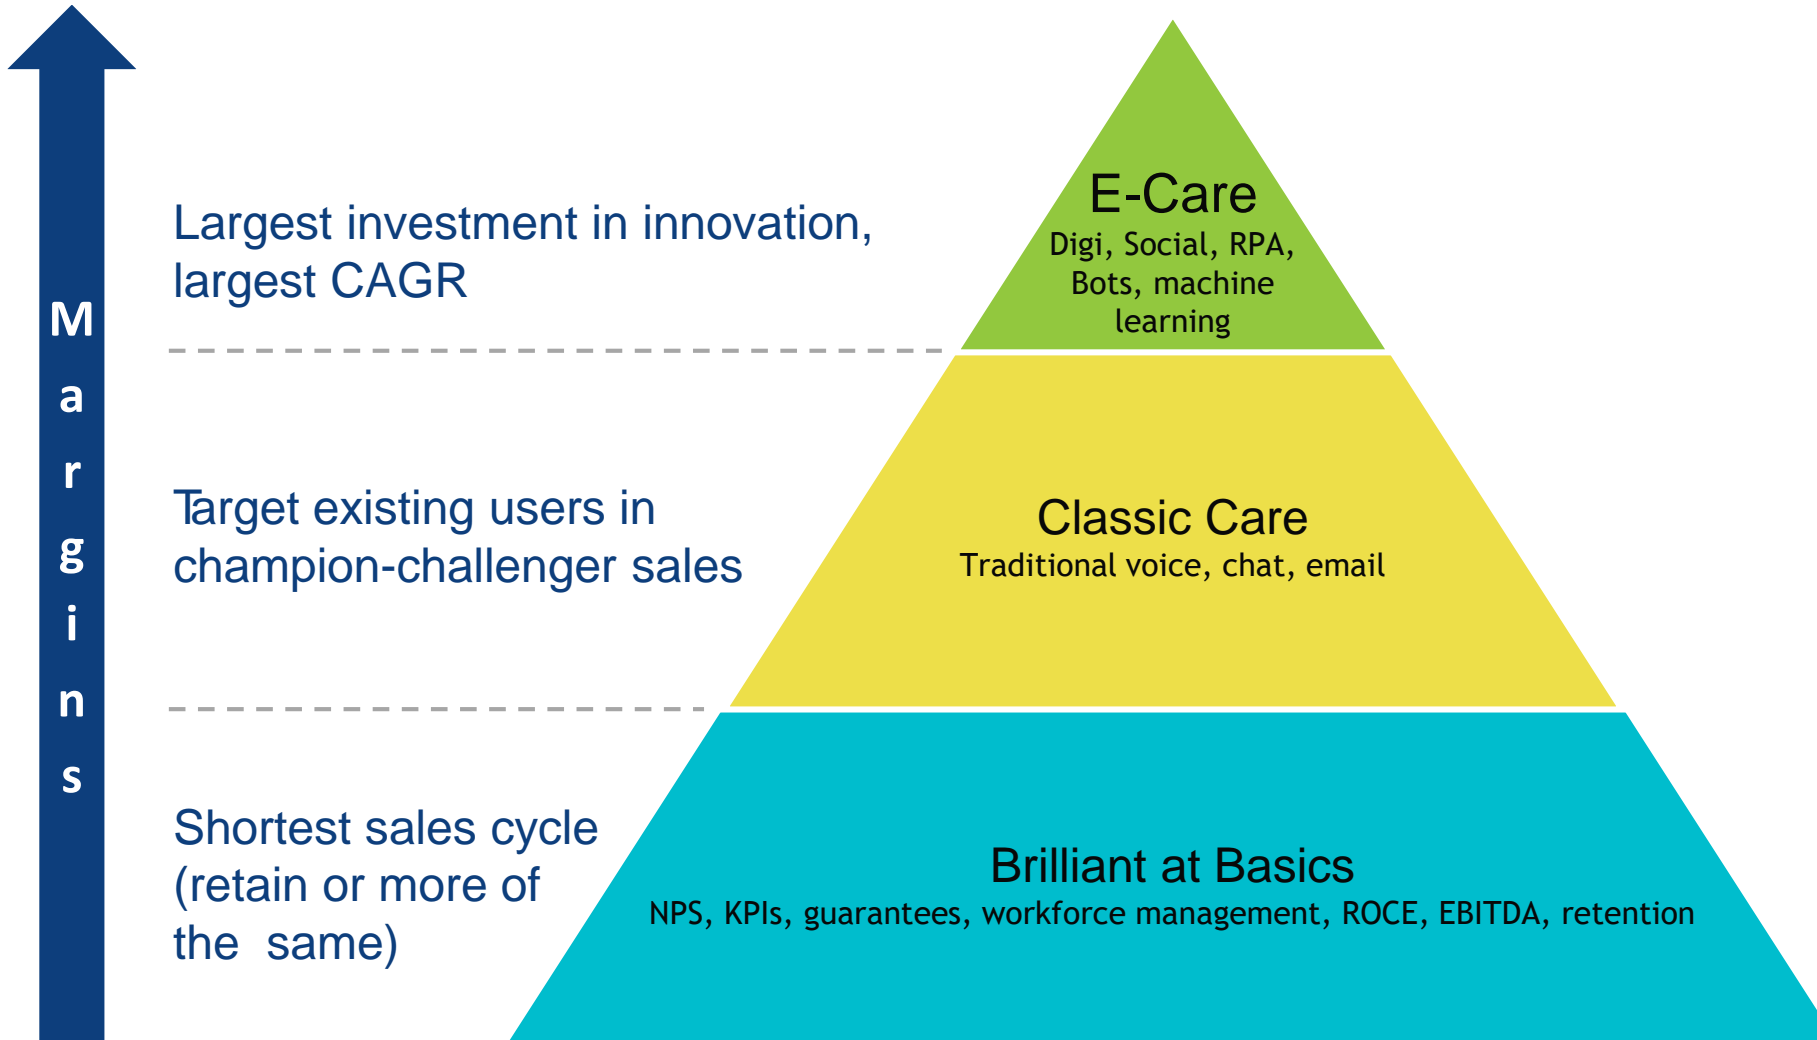 Margins
Largest investment in innovation,
largest CAGR
E-Care
Digi, Social, RPA,
Bots, machine
learning
Target existing users in
champion-challenger sales
Classic Care
Traditional voice, chat, email
Shortest sales cycle
(retain or more of
the same)
Brilliant at Basics
NPS, KPIs, guarantees, workforce management, ROCE, EBITDA, retention